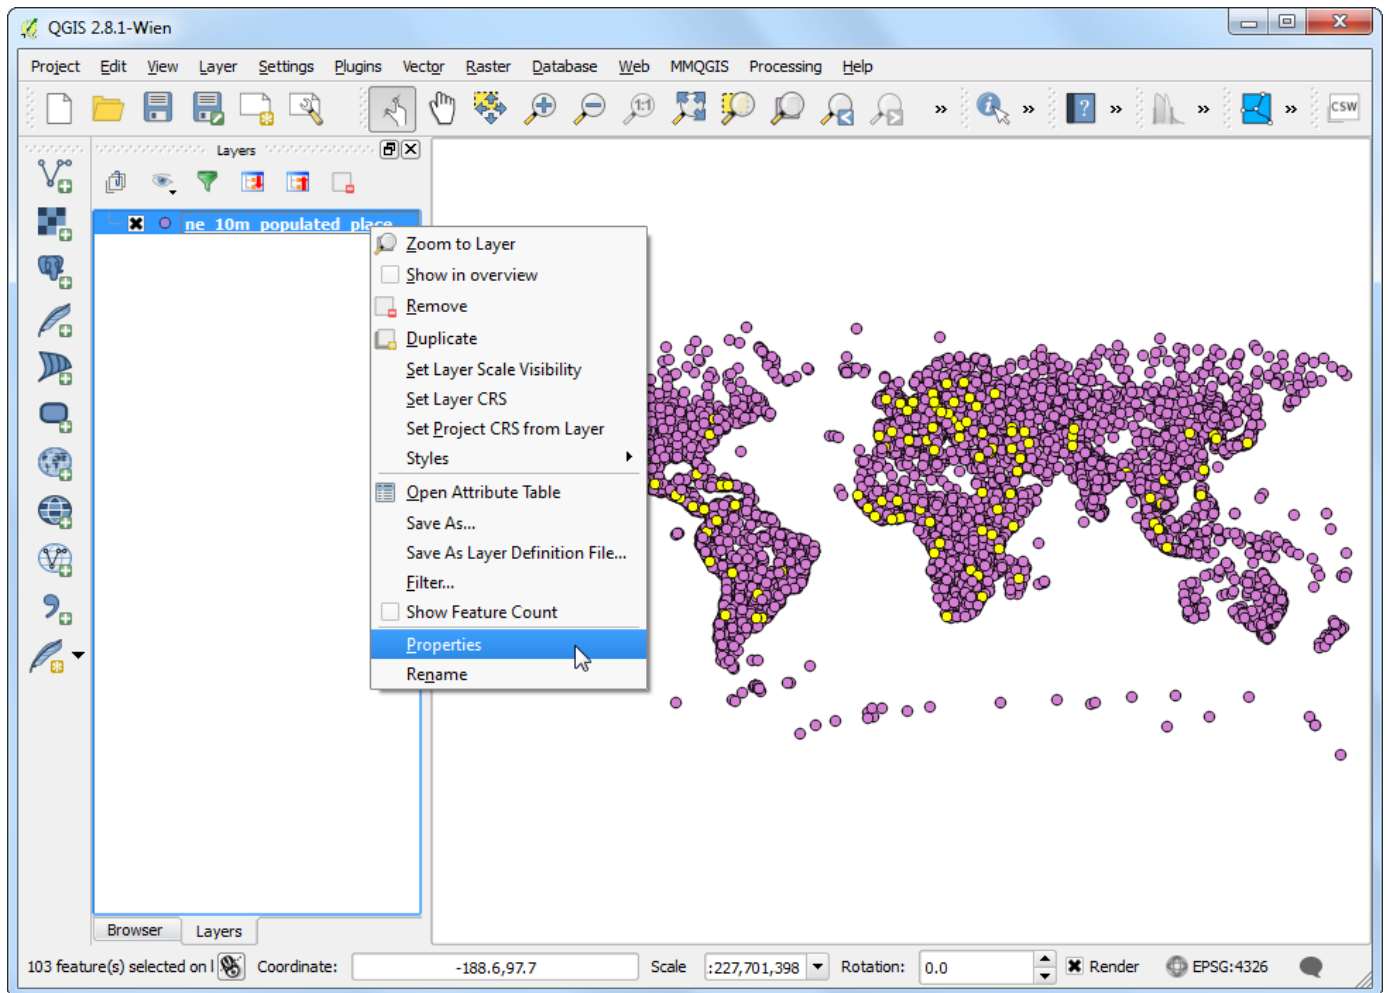 QGIS 2.8.1-Wien
Project Edit View Layer Settings Plugins Vector Raster Database Web MMQGIS Processing Help
1:1
?
CSW
Layers
ne_10m_populated_place
Zoom to Layer
Show in overview
Remove
Duplicate
Set Layer Scale Visibility
Set Layer CRS
Set Project CRS from Layer
Styles
Open Attribute Table
Save As...
Save As Layer Definition File...
Filter...
Show Feature Count
Properties
Rename
Browser Layers
103 feature(s) selected on l Coordinate: -188.6,97.7 Scale :227,701,398 Rotation: 0.0 Render EPSG:4326